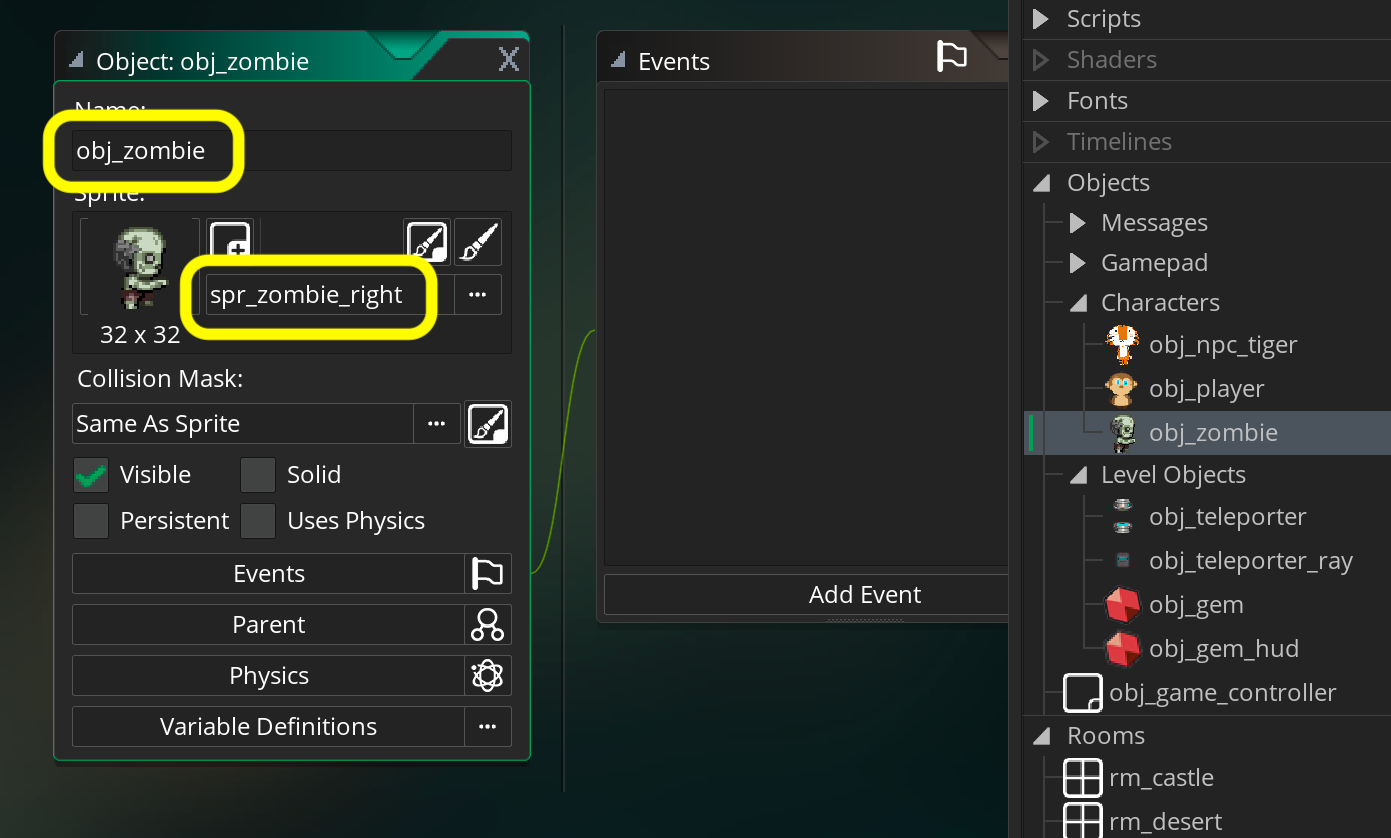 Object: obj_zombie
X
Name:
obj_zombie
Sprite:
spr_zombie_right
...
32 x 32
Collision Mask:
Same As Sprite
...
Visible
Solid
Persistent
Uses Physics
Events
Parent
Physics
Variable Definitions
...
Events
Add Event
Scripts
Shaders
Fonts
Timelines
Objects
Messages
Gamepad
Characters
obj_npc_tiger
obj_player
obj_zombie
Level Objects
obj_teleporter
obj_teleporter_ray
obj_gem
obj_gem_hud
obj_game_controller
Rooms
rm_castle
rm_desert